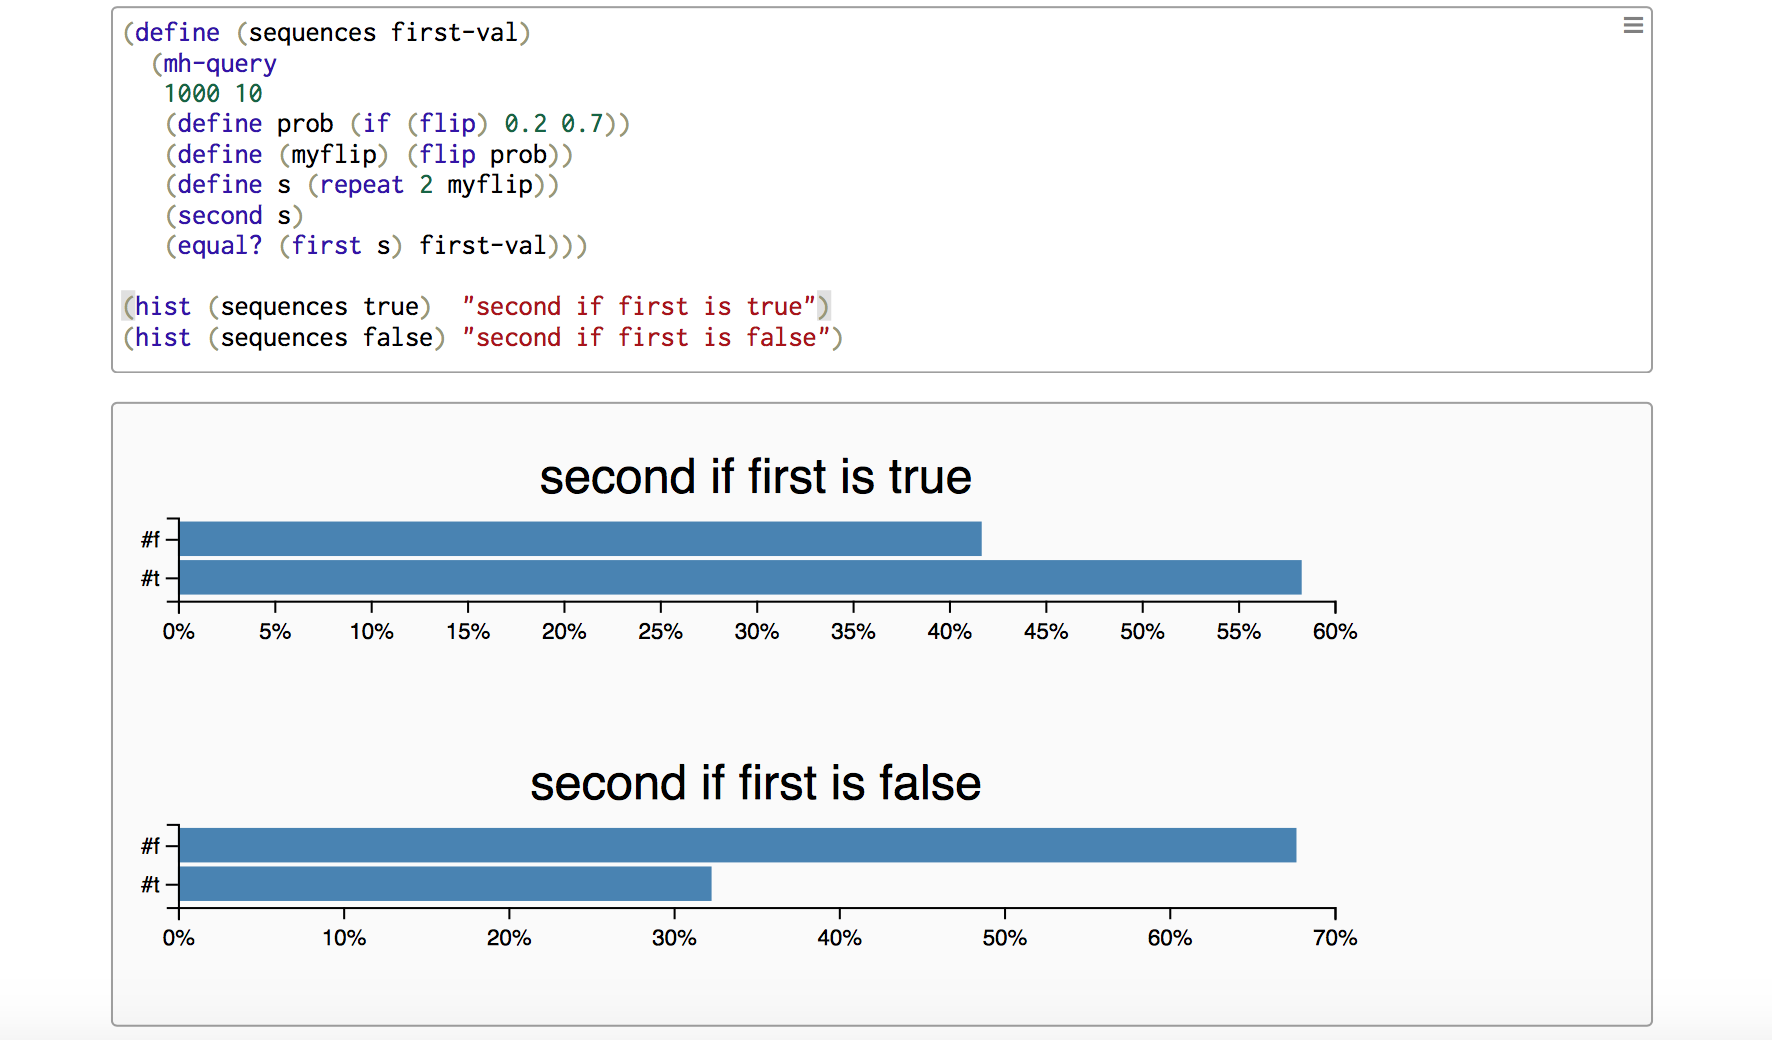 (define (sequences first-val)
  (mh-query
   1000 10
   (define prob (if (flip) 0.2 0.7))
   (define (myflip) (flip prob))
   (define s (repeat 2 myflip))
   (second s)
   (equal? (first s) first-val)))
(hist (sequences true)  "second if first is true")
(hist (sequences false) "second if first is false")
second if first is true
#f
#t
0% 5% 10% 15% 20% 25% 30% 35% 40% 45% 50% 55% 60%
second if first is false
#f
#t
0% 10% 20% 30% 40% 50% 60% 70%